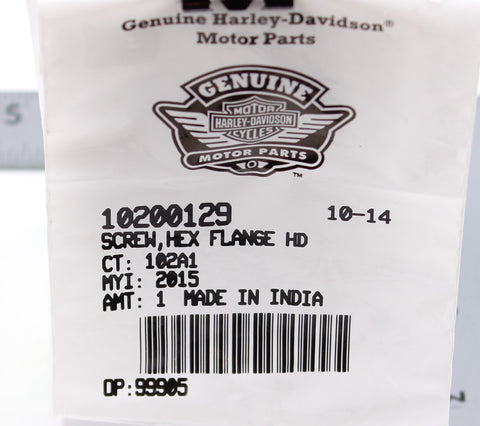 Genuine Harley-Davidson®
Motor Parts
GENUINE
MOTOR
HARLEY-DAVIDSON
CYCLES
MOTOR PARTS
TM
10200129 10-14
SCREW,HEX FLANGE HD
CT: 102A1
MYI: 2015
AMT: 1 MADE IN INDIA
OP:99905
5